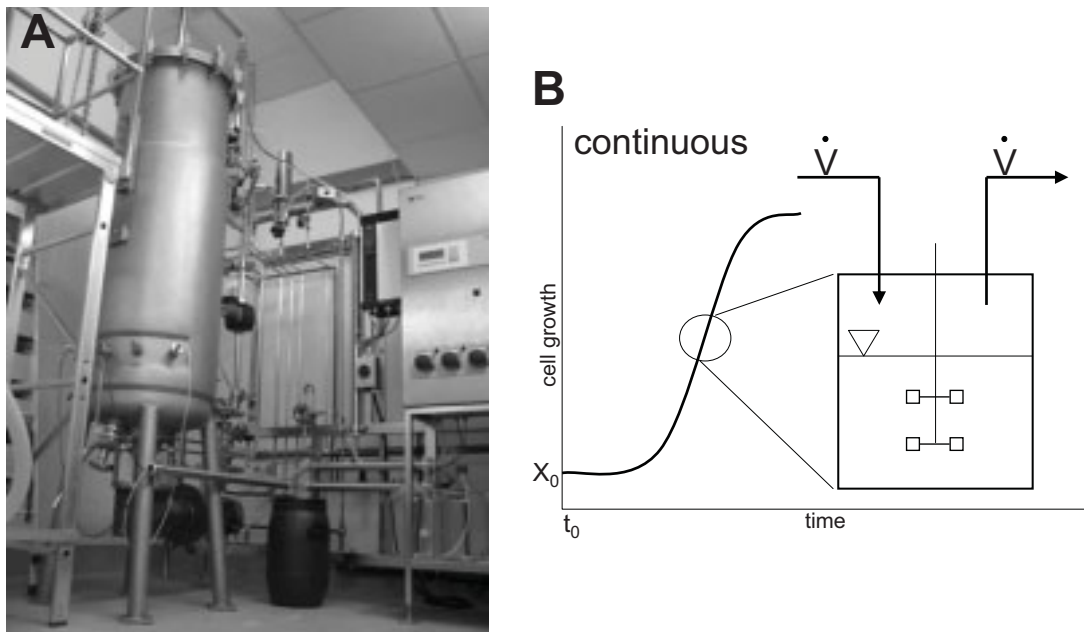 A
B
continuous
V̇
V̇
cell growth
X₀
t₀
time